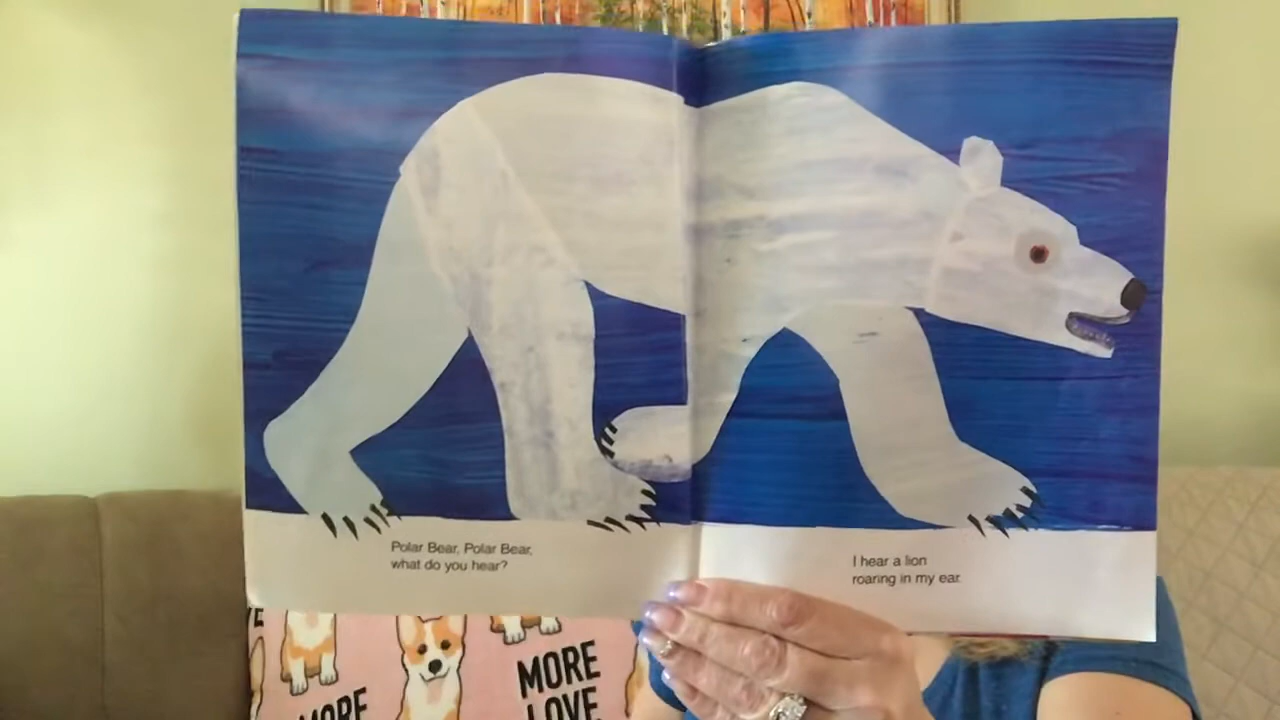 Polar Bear, Polar Bear,
what do you hear?
I hear a lion
roaring in my ear.
MORE
LOVE
MORE